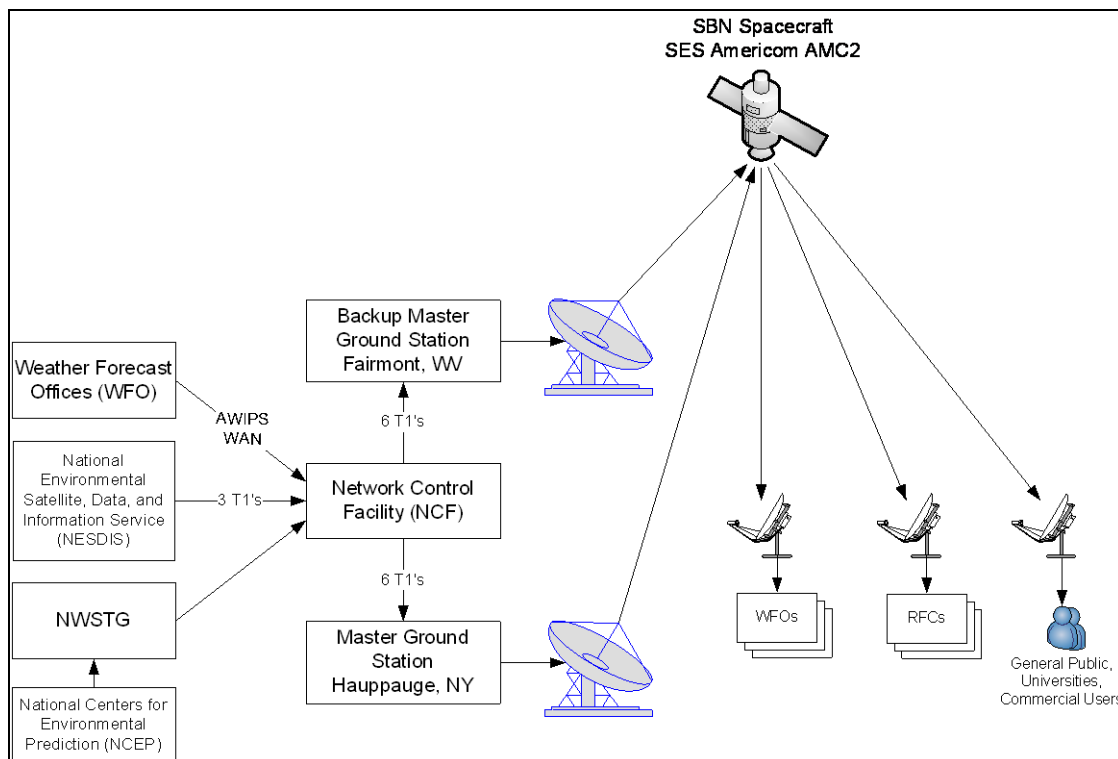 SBN Spacecraft
SES Americom AMC2
Backup Master
Ground Station
Fairmont, WV
Weather Forecast
Offices (WFO)
AWIPS
WAN
6 T1's
National
Environmental
Satellite, Data, and
Information Service
(NESDIS)
3 T1's
Network Control
Facility (NCF)
6 T1's
NWSTG
Master Ground
Station
Hauppauge, NY
National Centers for
Environmental
Prediction (NCEP)
WFOs
RFCs
General Public,
Universities,
Commercial Users